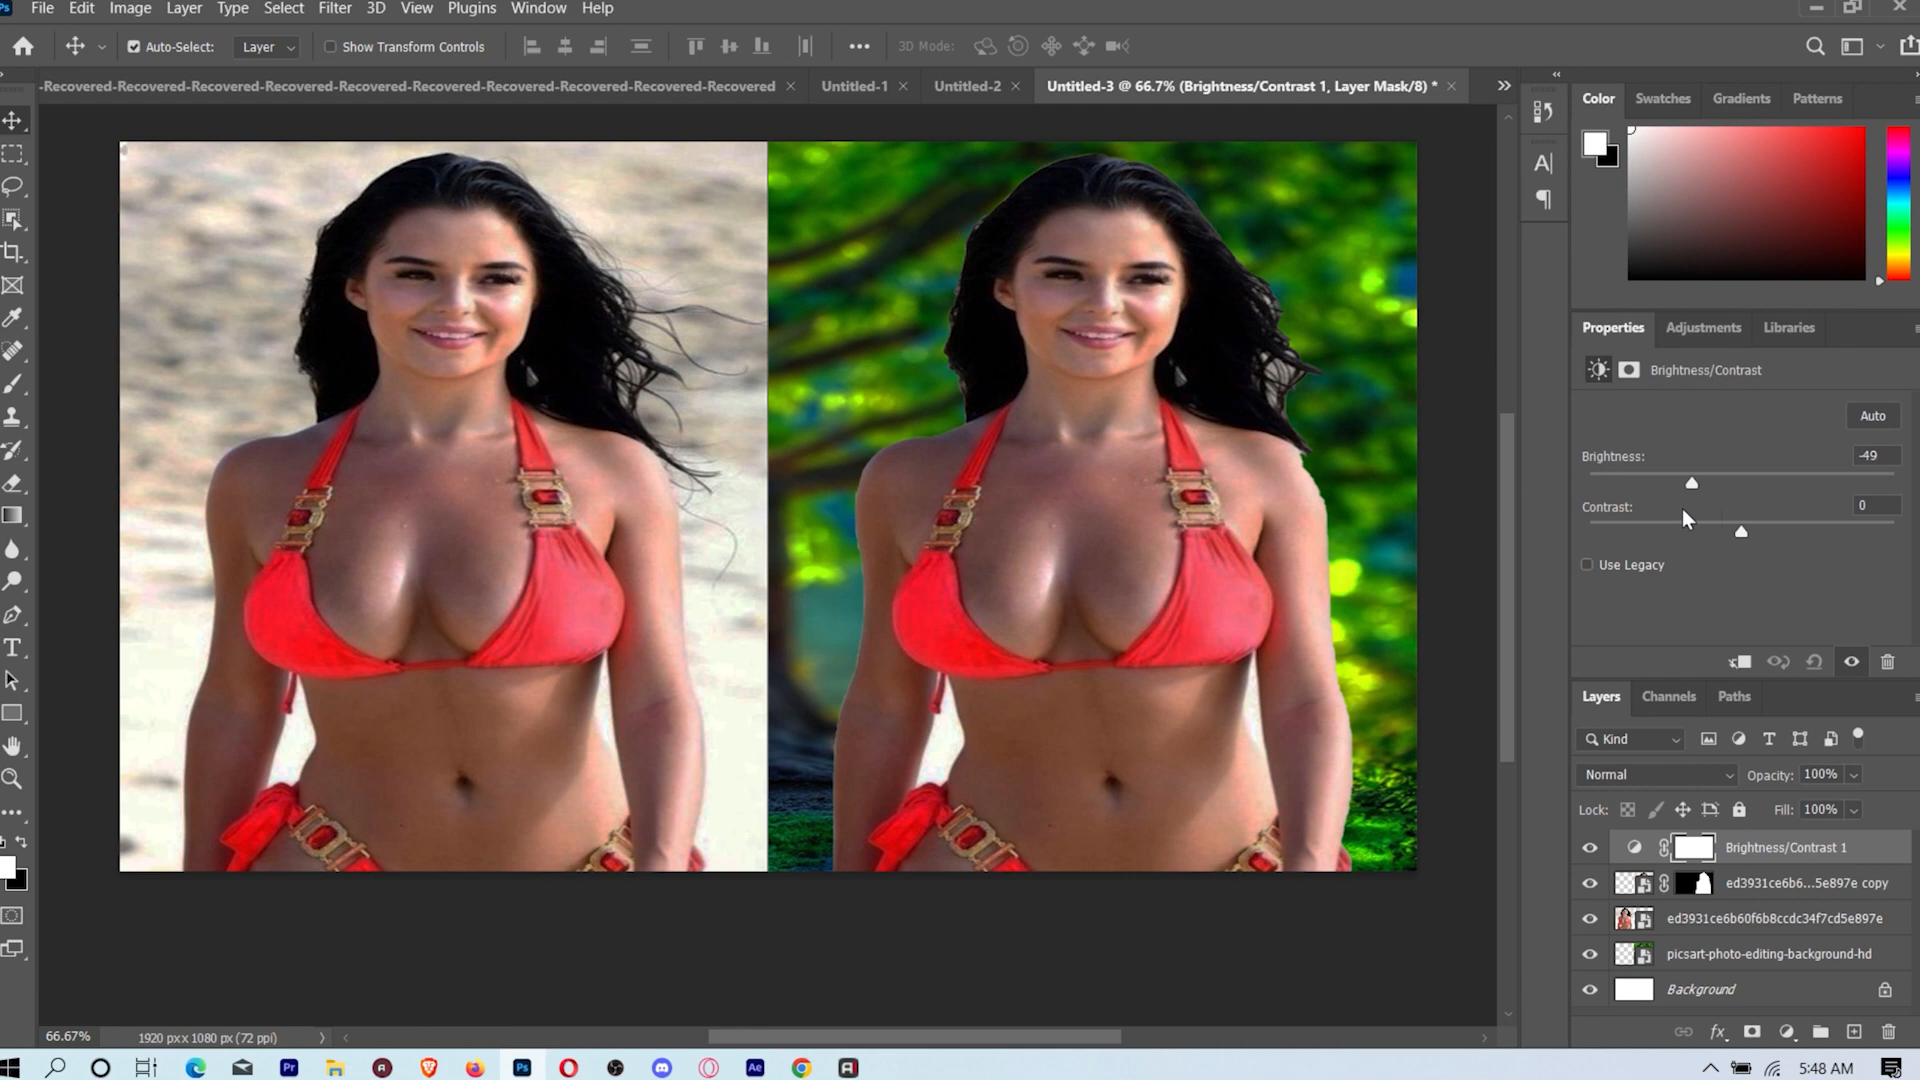 File Edit Image Layer Type Select Filter 3D View Plugins Window Help
Auto-Select: Layer Show Transform Controls 3D Mode:
-Recovered-Recovered-Recovered-Recovered-Recovered-Recovered-Recovered-Recovered-Recovered-Recovered Untitled-1 Untitled-2 Untitled-3 @ 66.7% (Brightness/Contrast 1, Layer Mask/8) *
Color Swatches Gradients Patterns
Properties Adjustments Libraries
Brightness/Contrast
Auto
Brightness: -49
Contrast: 0
Use Legacy
Layers Channels Paths
Kind
Normal Opacity: 100%
Lock: Fill: 100%
Brightness/Contrast 1
ed3931ce6b6...5e897e copy
ed3931ce6b60f6b8ccdc34f7cd5e897e
picsart-photo-editing-background-hd
Background
66.67% 1920 px x 1080 px (72 ppi)
Pr Ps Ae 5:48 AM